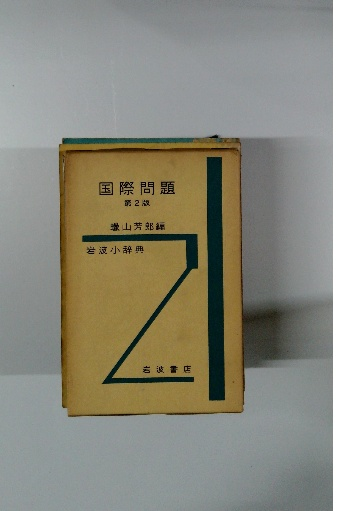 国際問題
第2版
蠟山芳郎編
岩波小辞典
岩波書店